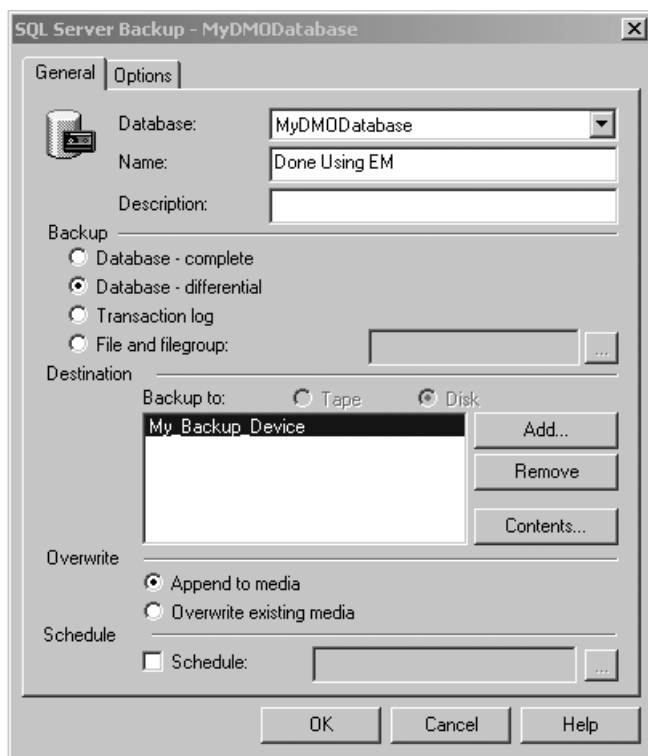 SQL Server Backup - MyDMODatabase
General
Options
Database:
MyDMODatabase
Name:
Done Using EM
Description:
Backup
Database - complete
Database - differential
Transaction log
File and filegroup:
...
Destination
Backup to:
Tape
Disk
My_Backup_Device
Add...
Remove
Contents...
Overwrite
Append to media
Overwrite existing media
Schedule
Schedule:
...
OK
Cancel
Help